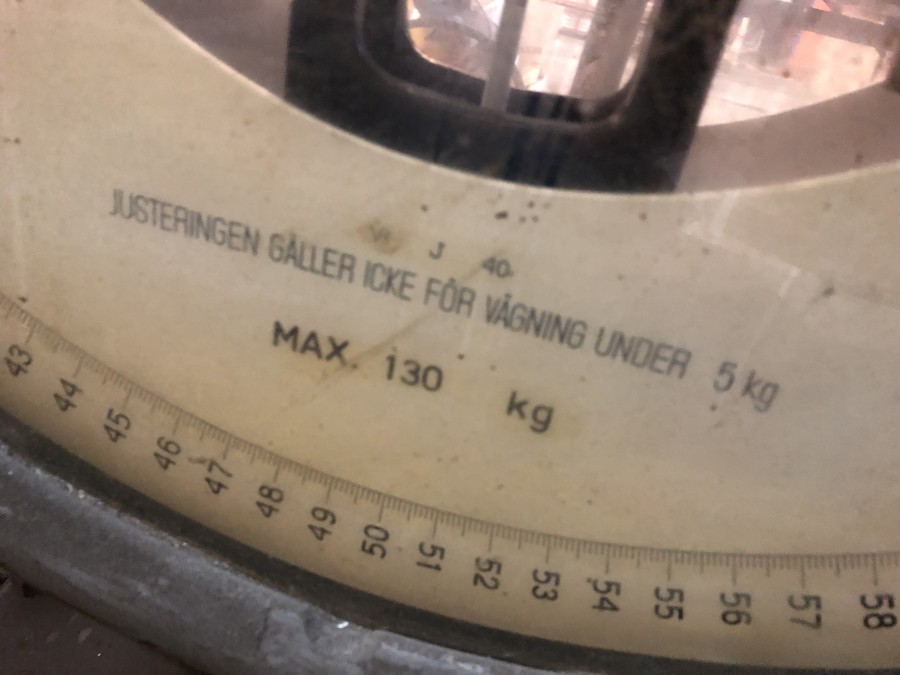 J 40
JUSTERINGEN GÄLLER ICKE FÖR VÄGNING UNDER 5 kg
MAX. 130 kg
43 44 45 46 47 48 49 50 51 52 53 54 55 56 57 58